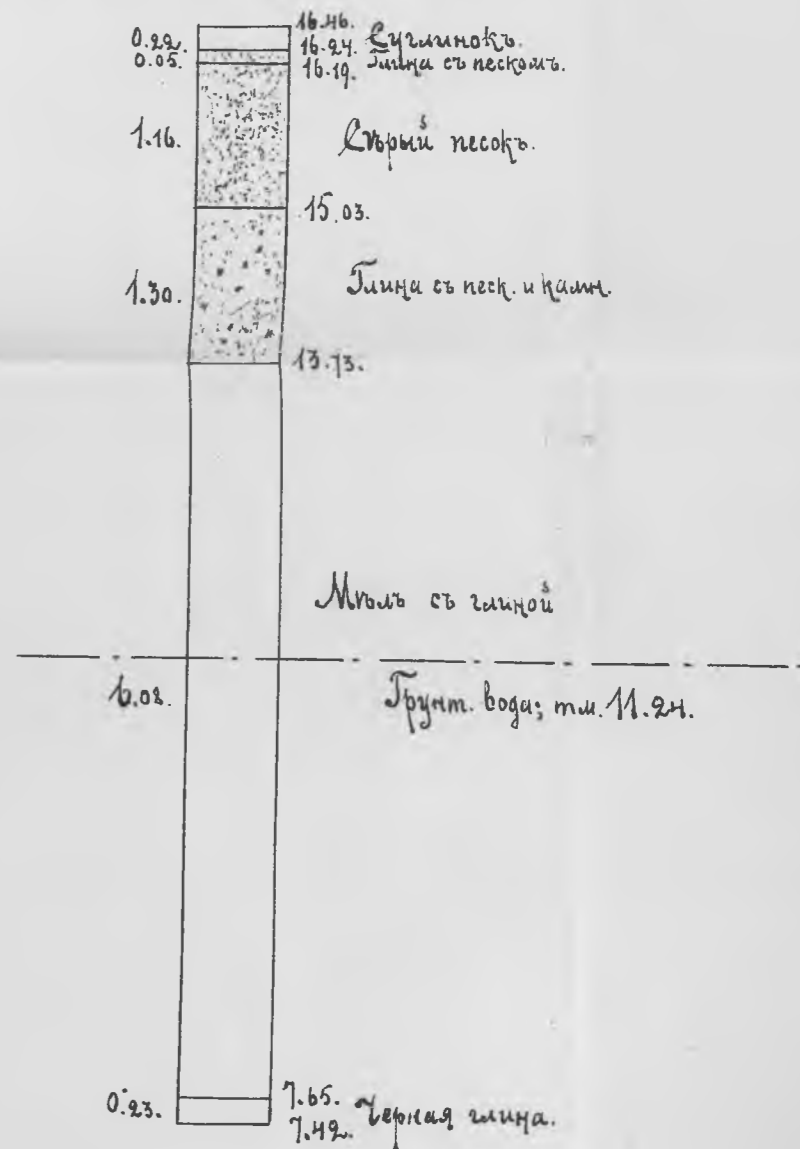 16.46.
0.22. 16.24. Суглинокъ.
0.05. 16.19. Глина съ пескомъ.
1.16. Сѣрый песокъ.
15.03.
1.30. Глина съ песк. и камн.
13.73.
Мѣлъ съ глиной
6.08. Грунт. вода; тм. 11.24.
7.65.
0.23. Черная глина.
7.42.